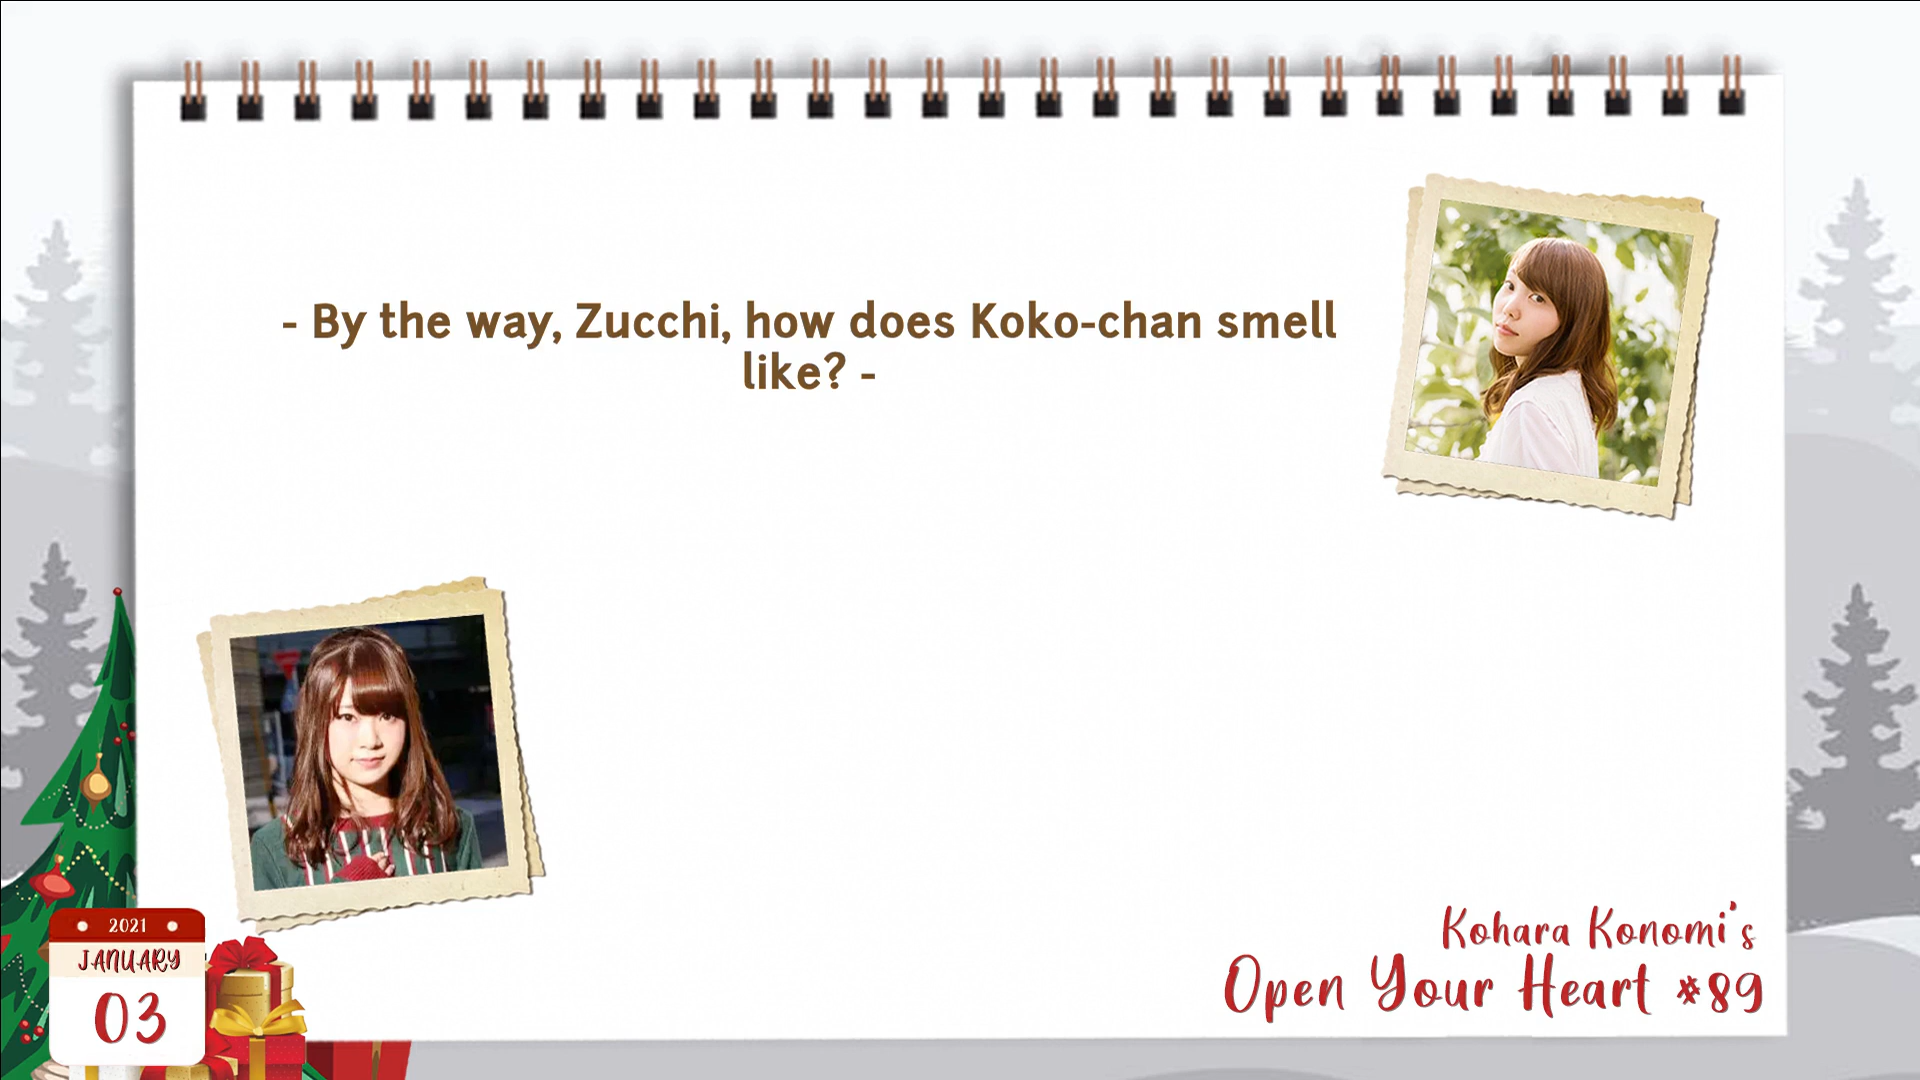 - By the way, Zucchi, how does Koko-chan smell
like? -
2021
JANUARY
03
Kohara Konomi's
Open Your Heart #89